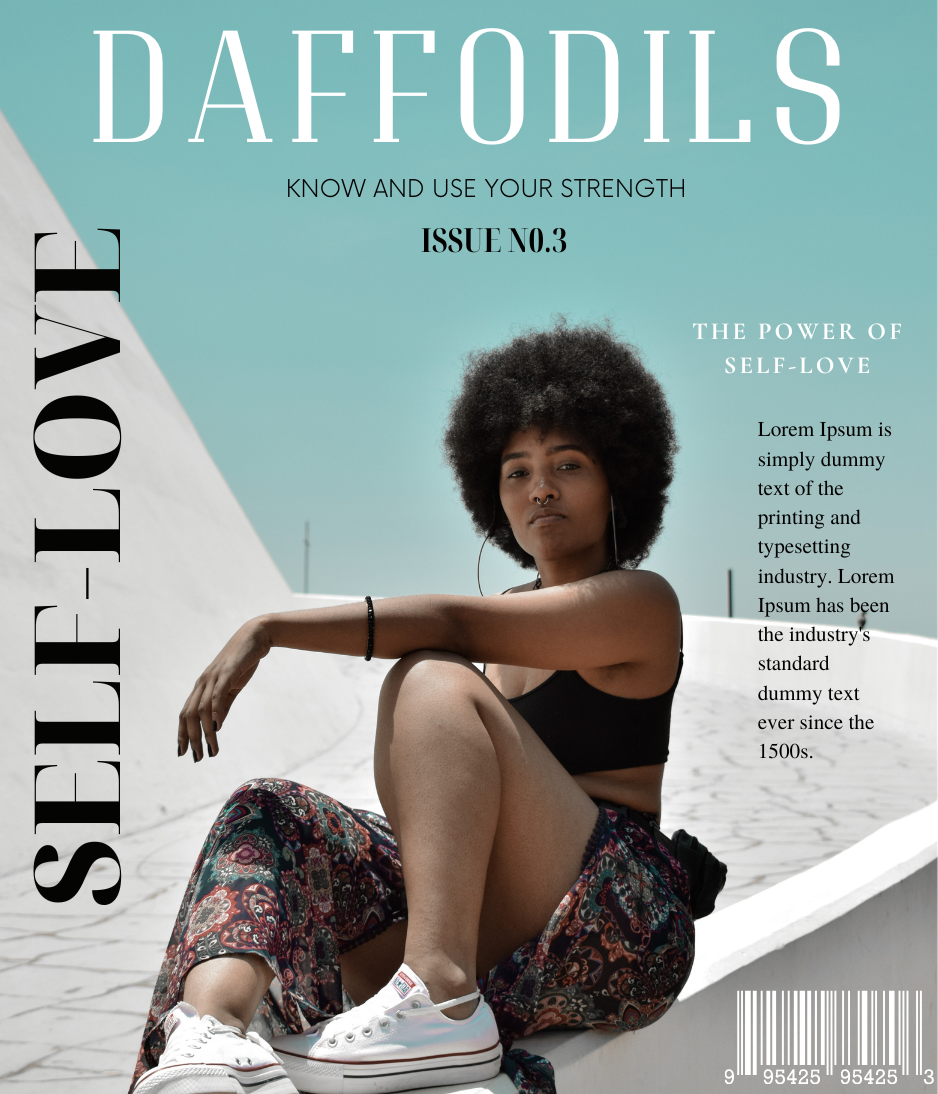 DAFFODILS
KNOW AND USE YOUR STRENGTH
ISSUE N0.3
SELF-LOVE
THE POWER OF
SELF-LOVE
Lorem Ipsum is
simply dummy
text of the
printing and
typesetting
industry. Lorem
Ipsum has been
the industry's
standard
dummy text
ever since the
1500s.
9 95425 95425 3